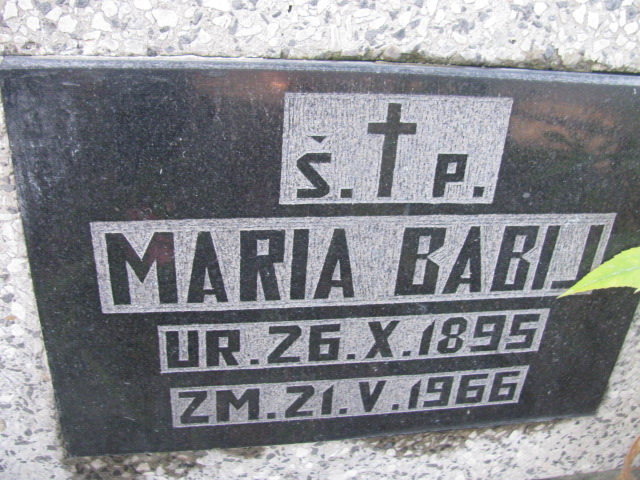 Š. † P.
MARIA BABIJ
UR. 26. X. 1895
ZM. 21. V. 1966